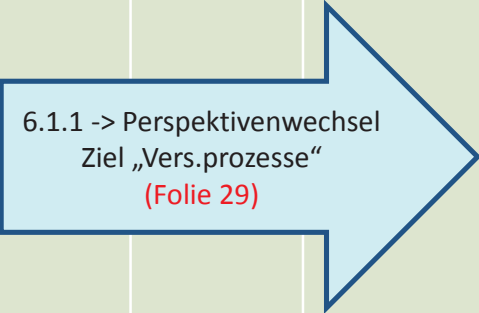 6.1.1 -> Perspektivenwechsel
Ziel „Vers.prozesse“
(Folie 29)